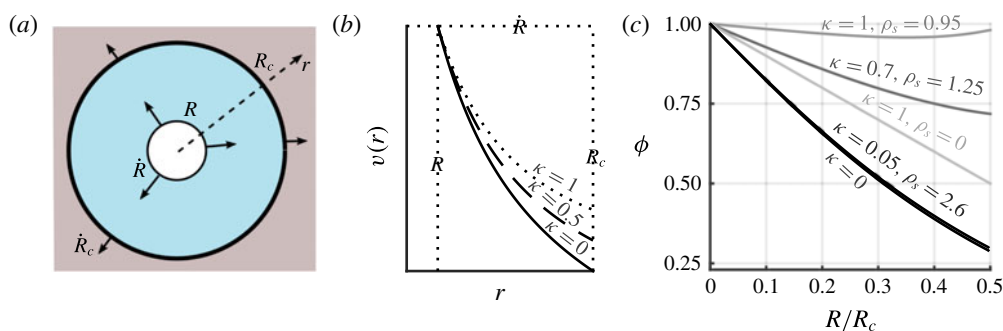 (a)
R_c
r
R
Ṙ
Ṙ_c
(b)
Ṙ
v(r)
R
R_c
κ = 1
κ = 0.5
κ = 0
r
(c)
1.00
0.75
ϕ
0.50
0.25
κ = 1, ρ_s = 0.95
κ = 0.7, ρ_s = 1.25
κ = 1, ρ_s = 0
κ = 0.05, ρ_s = 2.6
κ = 0
0 0.1 0.2 0.3 0.4 0.5
R/R_c